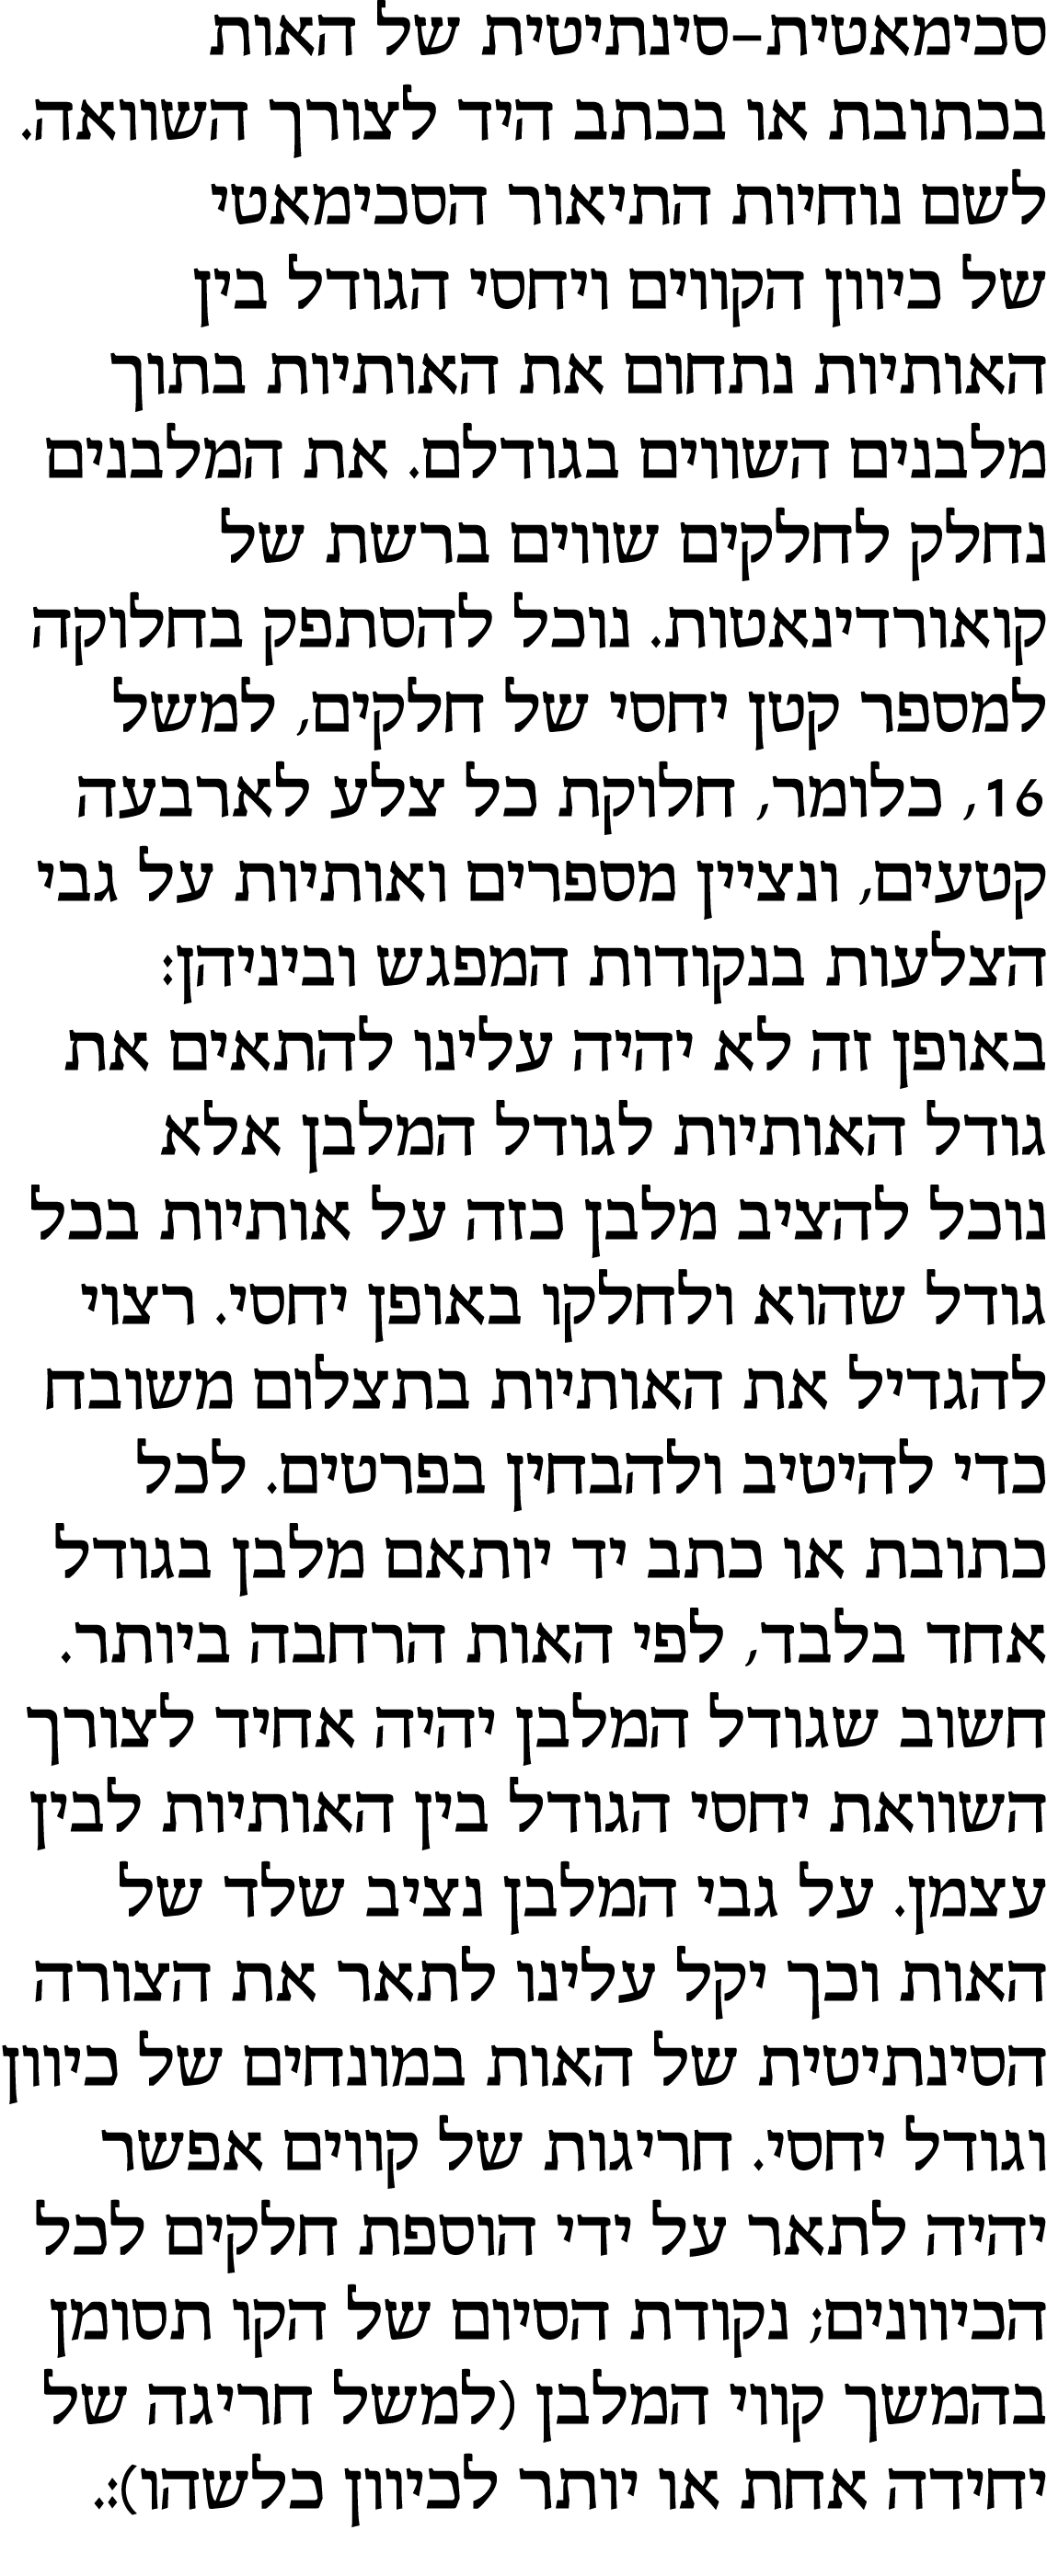 סכימאטית-סינתיטית של האות
בכתובת או בכתב היד לצורך השוואה.
לשם נוחיות התיאור הסכימאטי
של כיוון הקווים ויחסי הגודל בין
האותיות נתחום את האותיות בתוך
מלבנים השווים בגודלם. את המלבנים
נחלק לחלקים שווים ברשת של
קואורדינאטות. נוכל להסתפק בחלוקה
למספר קטן יחסי של חלקים, למשל
16, כלומר, חלוקת כל צלע לארבעה
קטעים, ונציין מספרים ואותיות על גבי
הצלעות בנקודות המפגש וביניהן:
באופן זה לא יהיה עלינו להתאים את
גודל האותיות לגודל המלבן אלא
נוכל להציב מלבן כזה על אותיות בכל
גודל שהוא ולחלקו באופן יחסי. רצוי
להגדיל את האותיות בתצלום משובח
כדי להיטיב ולהבחין בפרטים. לכל
כתובת או כתב יד יותאם מלבן בגודל
אחד בלבד, לפי האות הרחבה ביותר.
חשוב שגודל המלבן יהיה אחיד לצורך
השוואת יחסי הגודל בין האותיות לבין
עצמן. על גבי המלבן נציב שלד של
האות וכך יקל עלינו לתאר את הצורה
הסינתיטית של האות במונחים של כיוון
וגודל יחסי. חריגות של קווים אפשר
יהיה לתאר על ידי הוספת חלקים לכל
הכיוונים; נקודת הסיום של הקו תסומן
בהמשך קווי המלבן (למשל חריגה של
יחידה אחת או יותר לכיוון כלשהו):.